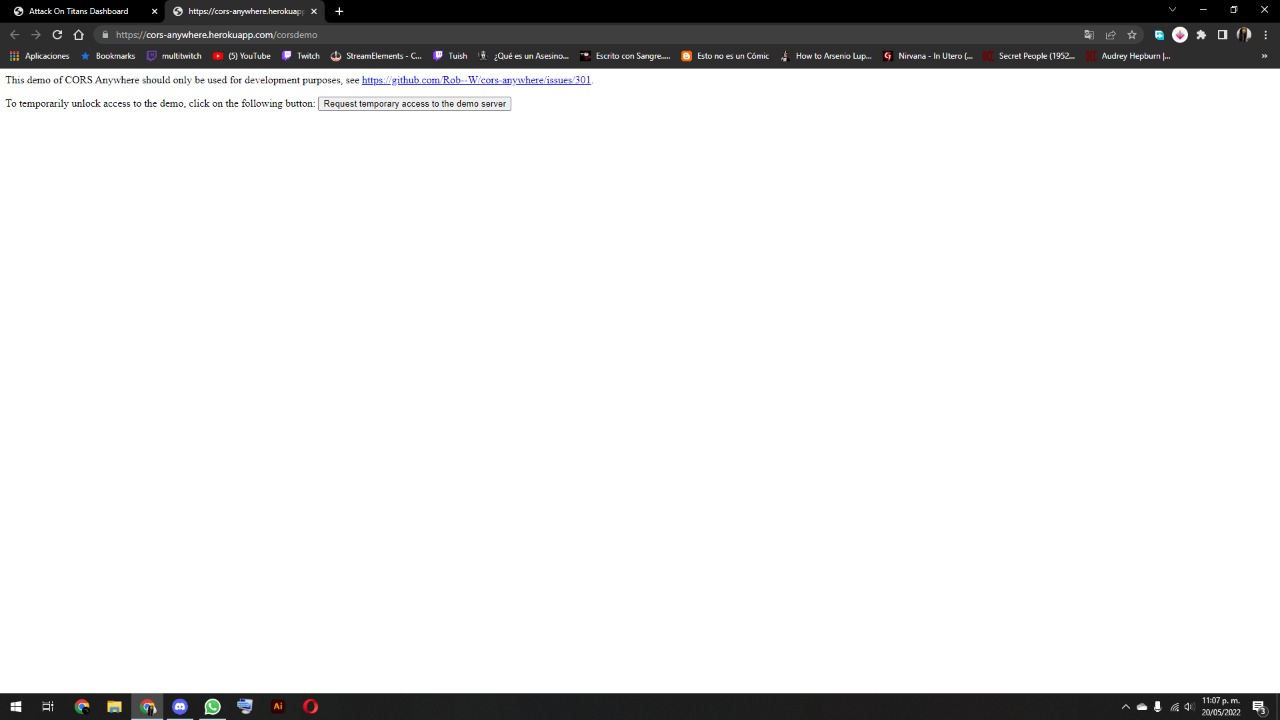 Attack On Titans Dashboard
https://cors-anywhere.herokuapp
https://cors-anywhere.herokuapp.com/corsdemo
Aplicaciones Bookmarks multitwitch (5) YouTube Twitch StreamElements - C... Tush ¿Qué es un Asesino... Escrito con Sangre.... Esto no es un Cómic How to Arsenio Lup... Nirvana - In Utero (... Secret People (1952... Audrey Hepburn |... »
This demo of CORS Anywhere should only be used for development purposes, see https://github.com/Rob--W/cors-anywhere/issues/301.
To temporarily unlock access to the demo, click on the following button: Request temporary access to the demo server
Ai
11:07 p. m.
20/05/2022
3